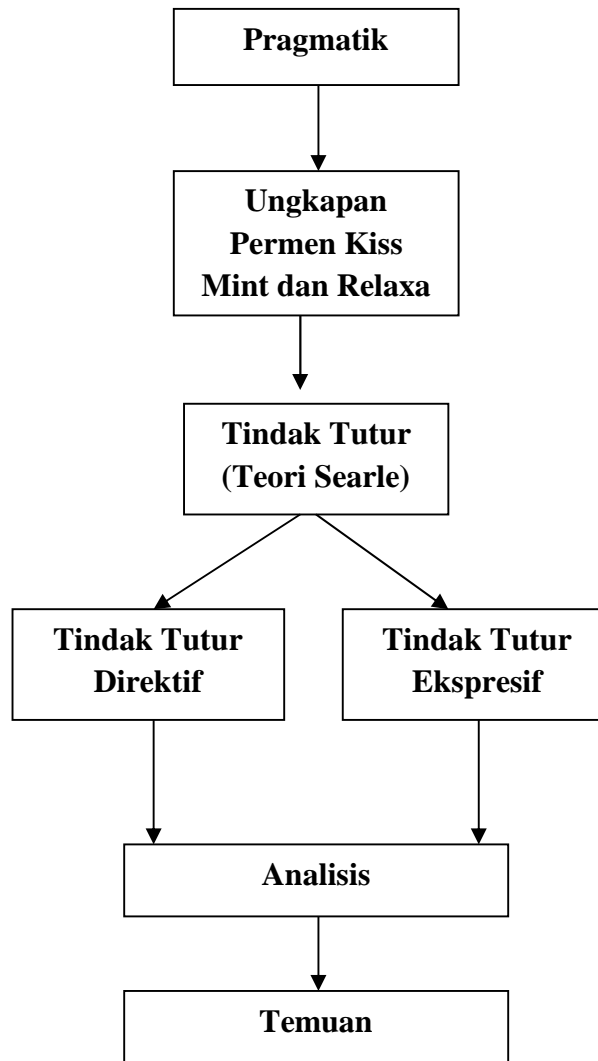 Pragmatik
Ungkapan
Permen Kiss
Mint dan Relaxa
Tindak Tutur
(Teori Searle)
Tindak Tutur
Direktif
Tindak Tutur
Ekspresif
Analisis
Temuan